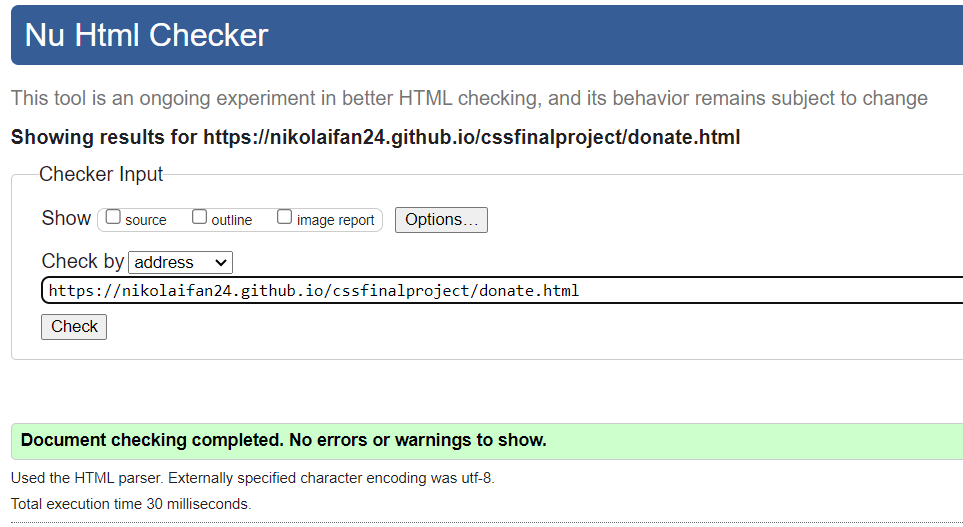 Nu Html Checker
This tool is an ongoing experiment in better HTML checking, and its behavior remains subject to change
Showing results for https://nikolaifan24.github.io/cssfinalproject/donate.html
Checker Input
Show source outline image report Options...
Check by address
https://nikolaifan24.github.io/cssfinalproject/donate.html
Check
Document checking completed. No errors or warnings to show.
Used the HTML parser. Externally specified character encoding was utf-8.
Total execution time 30 milliseconds.